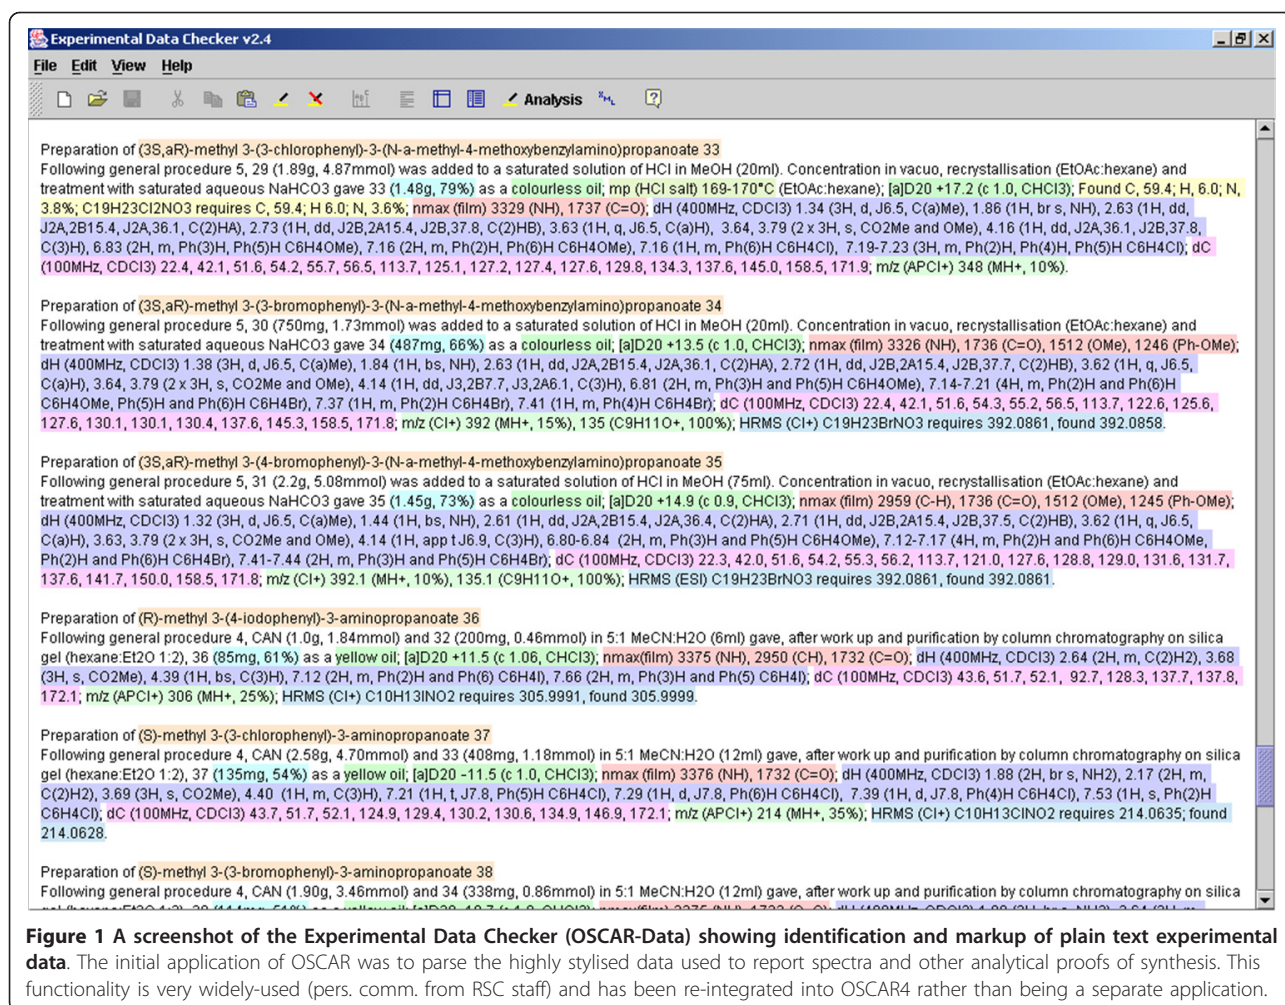 Experimental Data Checker v2.4
File Edit View Help
Analysis XML
Preparation of (3S,aR)-methyl 3-(3-chlorophenyl)-3-(N-a-methyl-4-methoxybenzylamino)propanoate 33
Following general procedure 5, 29 (1.89g, 4.87mmol) was added to a saturated solution of HCl in MeOH (20ml). Concentration in vacuo, recrystallisation (EtOAc:hexane) and
treatment with saturated aqueous NaHCO3 gave 33 (1.48g, 79%) as a colourless oil; mp (HCl salt) 169-170°C (EtOAc:hexane); [a]D20 +17.2 (c 1.0, CHCl3); Found C, 59.4; H, 6.0; N,
3.8%; C19H23Cl2NO3 requires C, 59.4; H 6.0; N, 3.6%; nmax (film) 3329 (NH), 1737 (C=O); dH (400MHz, CDCl3) 1.34 (3H, d, J6.5, C(a)Me), 1.86 (1H, br s, NH), 2.63 (1H, dd,
J2A,2B15.4, J2A,36.1, C(2)HA), 2.73 (1H, dd, J2B,2A15.4, J2B,37.8, C(2)HB), 3.63 (1H, q, J6.5, C(a)H), 3.64, 3.79 (2 x 3H, s, CO2Me and OMe), 4.16 (1H, dd, J2A,36.1, J2B,37.8,
C(3)H), 6.83 (2H, m, Ph(3)H, Ph(5)H C6H4OMe), 7.16 (2H, m, Ph(2)H, Ph(6)H C6H4OMe), 7.16 (1H, m, Ph(6)H C6H4Cl), 7.19-7.23 (3H, m, Ph(2)H, Ph(4)H, Ph(5)H C6H4Cl); dC
(100MHz, CDCl3) 22.4, 42.1, 51.6, 54.2, 55.7, 56.5, 113.7, 125.1, 127.2, 127.4, 127.6, 129.8, 134.3, 137.6, 145.0, 158.5, 171.9; m/z (APCI+) 348 (MH+, 10%).
Preparation of (3S,aR)-methyl 3-(3-bromophenyl)-3-(N-a-methyl-4-methoxybenzylamino)propanoate 34
Following general procedure 5, 30 (750mg, 1.73mmol) was added to a saturated solution of HCl in MeOH (20ml). Concentration in vacuo, recrystallisation (EtOAc:hexane) and
treatment with saturated aqueous NaHCO3 gave 34 (487mg, 66%) as a colourless oil; [a]D20 +13.5 (c 1.0, CHCl3); nmax (film) 3326 (NH), 1736 (C=O), 1512 (OMe), 1246 (Ph-OMe);
dH (400MHz, CDCl3) 1.38 (3H, d, J6.5, C(a)Me), 1.84 (1H, bs, NH), 2.63 (1H, dd, J2A,2B15.4, J2A,36.1, C(2)HA), 2.72 (1H, dd, J2B,2A15.4, J2B,37.7, C(2)HB), 3.62 (1H, q, J6.5,
C(a)H), 3.64, 3.79 (2 x 3H, s, CO2Me and OMe), 4.14 (1H, dd, J3,2B7.7, J3,2A6.1, C(3)H), 6.81 (2H, m, Ph(3)H and Ph(5)H C6H4OMe), 7.14-7.21 (4H, m, Ph(2)H and Ph(6)H
C6H4OMe, Ph(5)H and Ph(6)H C6H4Br), 7.37 (1H, m, Ph(2)H C6H4Br), 7.41 (1H, m, Ph(4)H C6H4Br); dC (100MHz, CDCl3) 22.4, 42.1, 51.6, 54.3, 55.2, 56.5, 113.7, 122.6, 125.6,
127.6, 130.1, 130.1, 130.4, 137.6, 145.3, 158.5, 171.8; m/z (CI+) 392 (MH+, 15%), 135 (C9H11O+, 100%); HRMS (CI+) C19H23BrNO3 requires 392.0861, found 392.0858.
Preparation of (3S,aR)-methyl 3-(4-bromophenyl)-3-(N-a-methyl-4-methoxybenzylamino)propanoate 35
Following general procedure 5, 31 (2.2g, 5.08mmol) was added to a saturated solution of HCl in MeOH (75ml). Concentration in vacuo, recrystallisation (EtOAc:hexane) and
treatment with saturated aqueous NaHCO3 gave 35 (1.45g, 73%) as a colourless oil; [a]D20 +14.9 (c 0.9, CHCl3); nmax (film) 2959 (C-H), 1736 (C=O), 1512 (OMe), 1245 (Ph-OMe);
dH (400MHz, CDCl3) 1.32 (3H, d, J6.5, C(a)Me), 1.44 (1H, bs, NH), 2.61 (1H, dd, J2A,2B15.4, J2A,36.4, C(2)HA), 2.71 (1H, dd, J2B,2A15.4, J2B,37.5, C(2)HB), 3.62 (1H, q, J6.5,
C(a)H), 3.63, 3.79 (2 x 3H, s, CO2Me and OMe), 4.14 (1H, app t J6.9, C(3)H), 6.80-6.84 (2H, m, Ph(3)H and Ph(5)H C6H4OMe), 7.12-7.17 (4H, m, Ph(2)H and Ph(6)H C6H4OMe,
Ph(2)H and Ph(6)H C6H4Br), 7.41-7.44 (2H, m, Ph(3)H and Ph(5)H C6H4Br); dC (100MHz, CDCl3) 22.3, 42.0, 51.6, 54.2, 55.3, 56.2, 113.7, 121.0, 127.6, 128.8, 129.0, 131.6, 131.7,
137.6, 141.7, 150.0, 158.5, 171.8; m/z (CI+) 392.1 (MH+, 10%), 135.1 (C9H11O+, 100%); HRMS (ESI) C19H23BrNO3 requires 392.0861, found 392.0861.
Preparation of (R)-methyl 3-(4-iodophenyl)-3-aminopropanoate 36
Following general procedure 4, CAN (1.0g, 1.84mmol) and 32 (200mg, 0.46mmol) in 5:1 MeCN:H2O (6ml) gave, after work up and purification by column chromatography on silica
gel (hexane:Et2O 1:2), 36 (85mg, 61%) as a yellow oil; [a]D20 +11.5 (c 1.06, CHCl3); nmax(film) 3375 (NH), 2950 (CH), 1732 (C=O); dH (400MHz, CDCl3) 2.64 (2H, m, C(2)H2), 3.68
(3H, s, CO2Me), 4.39 (1H, bs, C(3)H), 7.12 (2H, m, Ph(2)H and Ph(6) C6H4I), 7.66 (2H, m, Ph(3)H and Ph(5) C6H4I); dC (100MHz, CDCl3) 43.6, 51.7, 52.1, 92.7, 128.3, 137.7, 137.8,
172.1; m/z (APCI+) 306 (MH+, 25%); HRMS (CI+) C10H13INO2 requires 305.9991, found 305.9999.
Preparation of (S)-methyl 3-(3-chlorophenyl)-3-aminopropanoate 37
Following general procedure 4, CAN (2.58g, 4.70mmol) and 33 (408mg, 1.18mmol) in 5:1 MeCN:H2O (12ml) gave, after work up and purification by column chromatography on silica
gel (hexane:Et2O 1:2), 37 (135mg, 54%) as a yellow oil; [a]D20 -11.5 (c 1.0, CHCl3); nmax (film) 3376 (NH), 1732 (C=O); dH (400MHz, CDCl3) 1.88 (2H, br s, NH2), 2.17 (2H, m,
C(2)H2), 3.69 (3H, s, CO2Me), 4.40 (1H, m, C(3)H), 7.21 (1H, t, J7.8, Ph(5)H C6H4Cl), 7.29 (1H, d, J7.8, Ph(6)H C6H4Cl), 7.39 (1H, d, J7.8, Ph(4)H C6H4Cl), 7.53 (1H, s, Ph(2)H
C6H4Cl); dC (100MHz, CDCl3) 43.7, 51.7, 52.1, 124.9, 129.4, 130.2, 130.6, 134.9, 146.9, 172.1; m/z (APCI+) 214 (MH+, 35%); HRMS (CI+) C10H13ClNO2 requires 214.0635; found
214.0628.
Preparation of (S)-methyl 3-(3-bromophenyl)-3-aminopropanoate 38
Following general procedure 4, CAN (1.90g, 3.46mmol) and 34 (338mg, 0.86mmol) in 5:1 MeCN:H2O (12ml) gave, after work up and purification by column chromatography on silica
Figure 1 A screenshot of the Experimental Data Checker (OSCAR-Data) showing identification and markup of plain text experimental
data. The initial application of OSCAR was to parse the highly stylised data used to report spectra and other analytical proofs of synthesis. This
functionality is very widely-used (pers. comm. from RSC staff) and has been re-integrated into OSCAR4 rather than being a separate application.